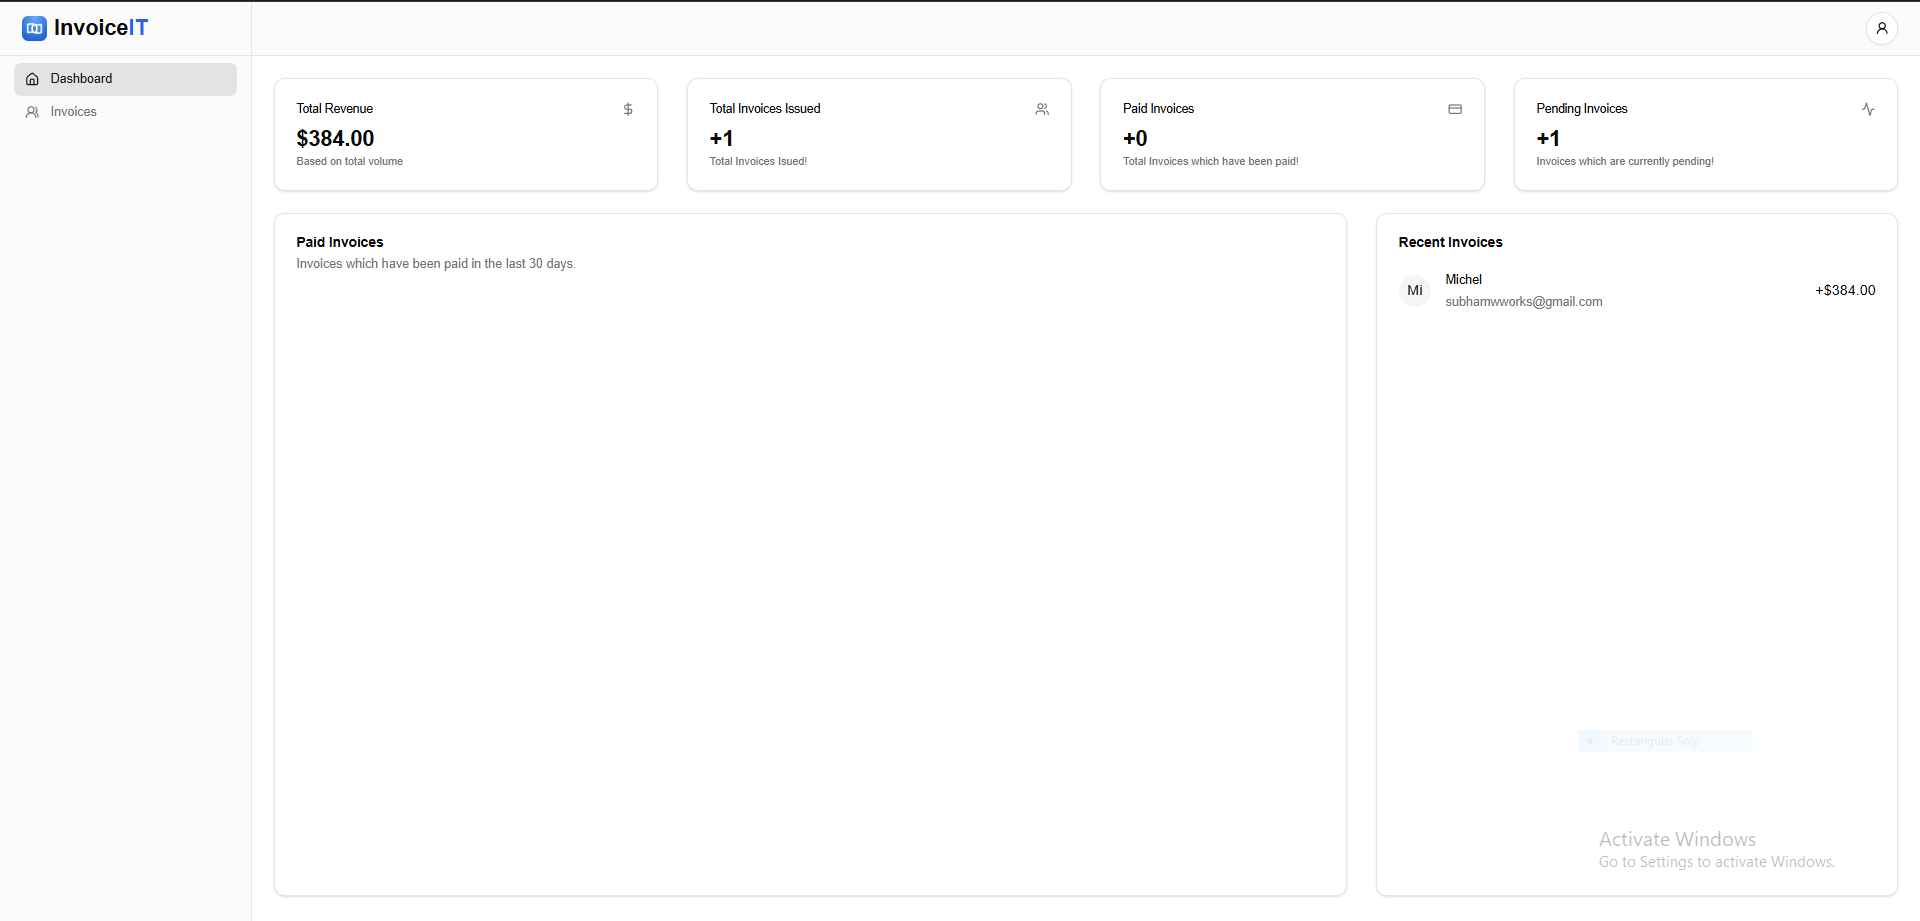 InvoiceIT
Dashboard
Invoices
Total Revenue
$384.00
Based on total volume
Total Invoices Issued
+1
Total Invoices Isued!
Paid Invoices
+0
Total Invoices which have been paid!
Pending Invoices
+1
Invoices which are currently pending!
Paid Invoices
Invoices which have been paid in the last 30 days.
Recent Invoices
Mi
Michel
subhamwworks@gmail.com
+$384.00
Rectangular Snip
Activate Windows
Go to Settings to activate Windows.